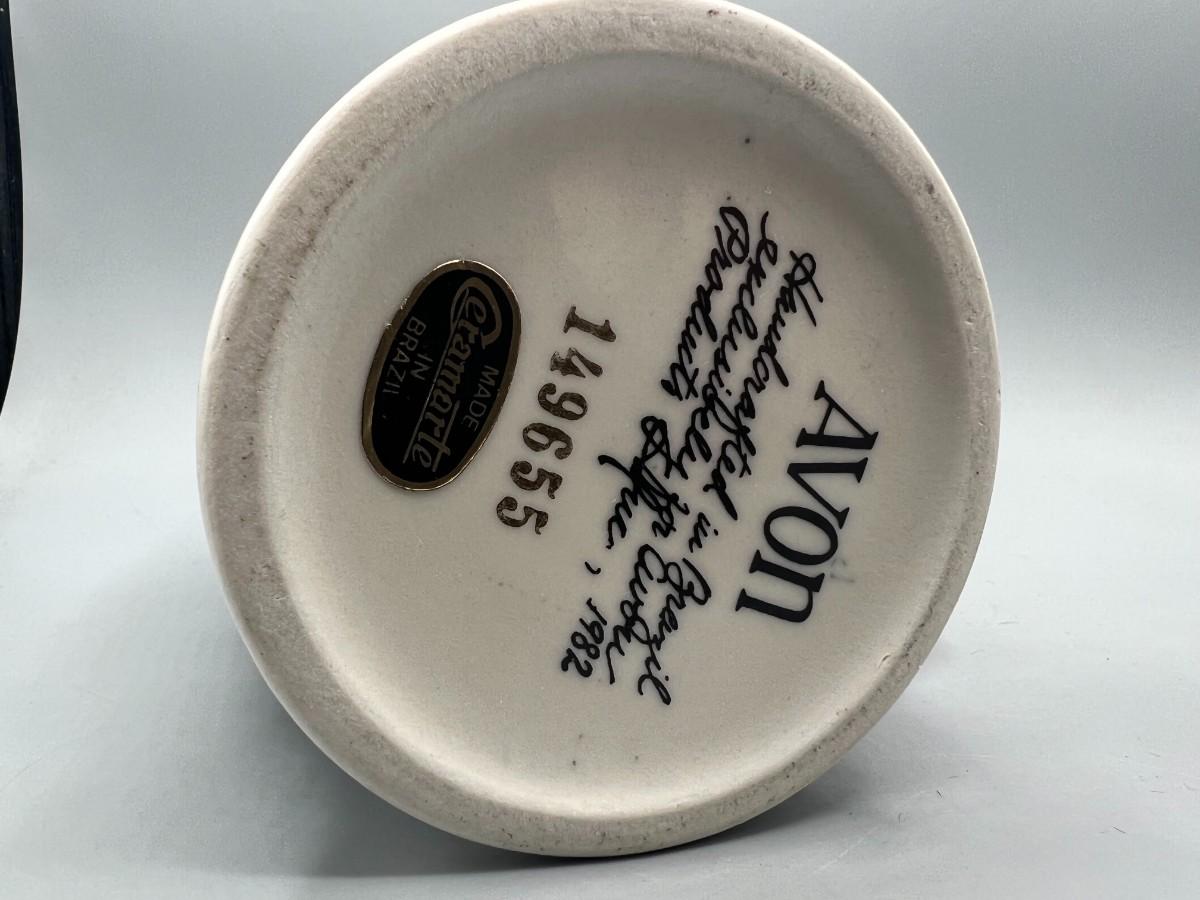 AVON
Handcrafted in Brazil
exclusively for Avon
Products, Inc., 1982
149655
MADE
Ceramarte
IN
BRAZIL